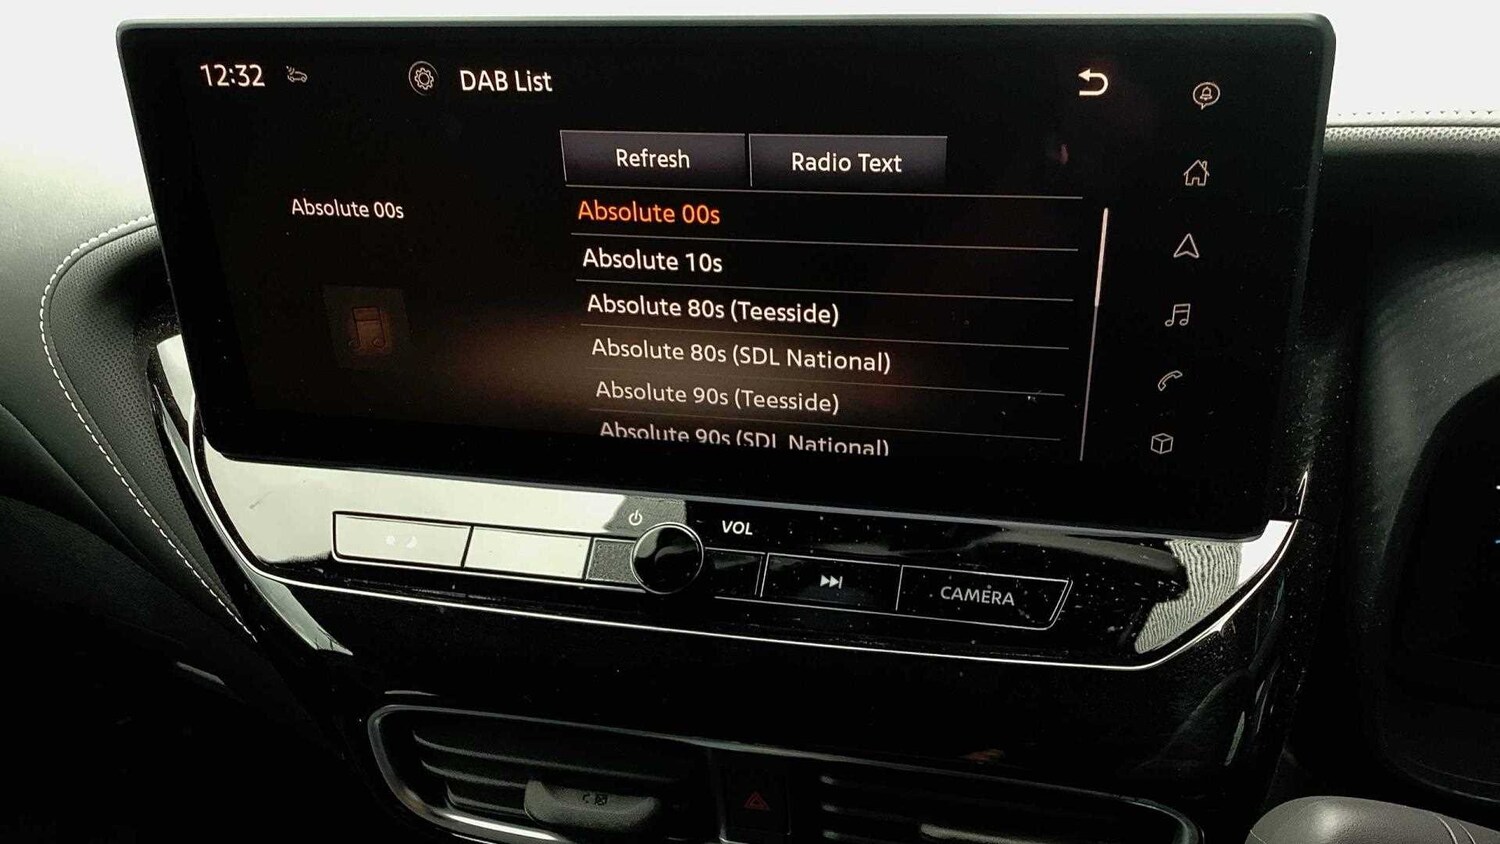 12:32
DAB List
Refresh
Radio Text
Absolute 00s
Absolute 00s
Absolute 10s
Absolute 80s (Teesside)
Absolute 80s (SDL National)
Absolute 90s (Teesside)
Absolute 90s (SDL National)
VOL
CAMERA